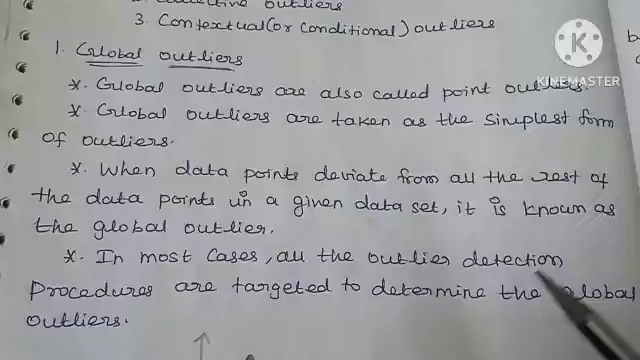 2. Collective outliers
3. Contextual (or conditional) outliers
1. Global outliers
*. Global outliers are also called point outliers.
*. Global outliers are taken as the simplest form
of outliers.
*. When data points deviate from all the rest of
the data points in a given data set, it is known as
the global outlier.
*. In most cases, all the outlier detection
procedures are targeted to determine the global
outliers.
KINEMASTER